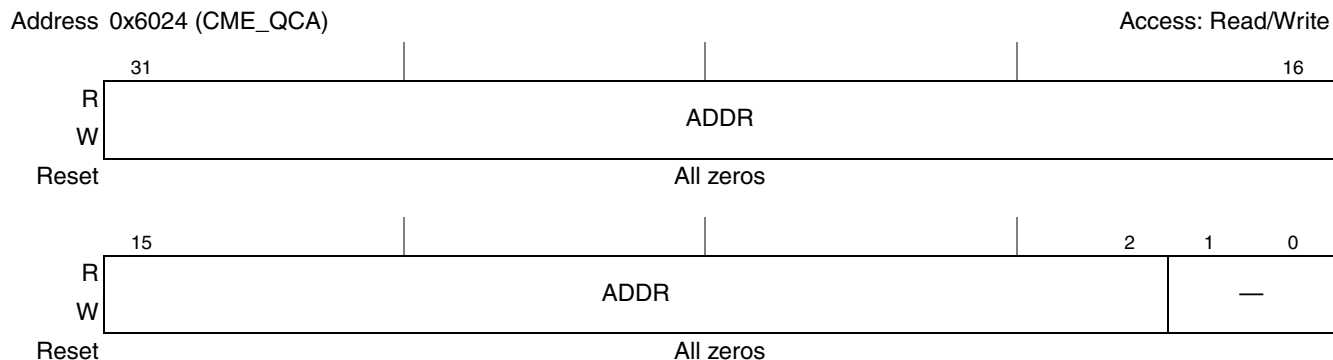 Address 0x6024 (CME_QCA) Access: Read/Write
31 16
R
ADDR
W
Reset All zeros
15 2 1 0
R
ADDR —
W
Reset All zeros